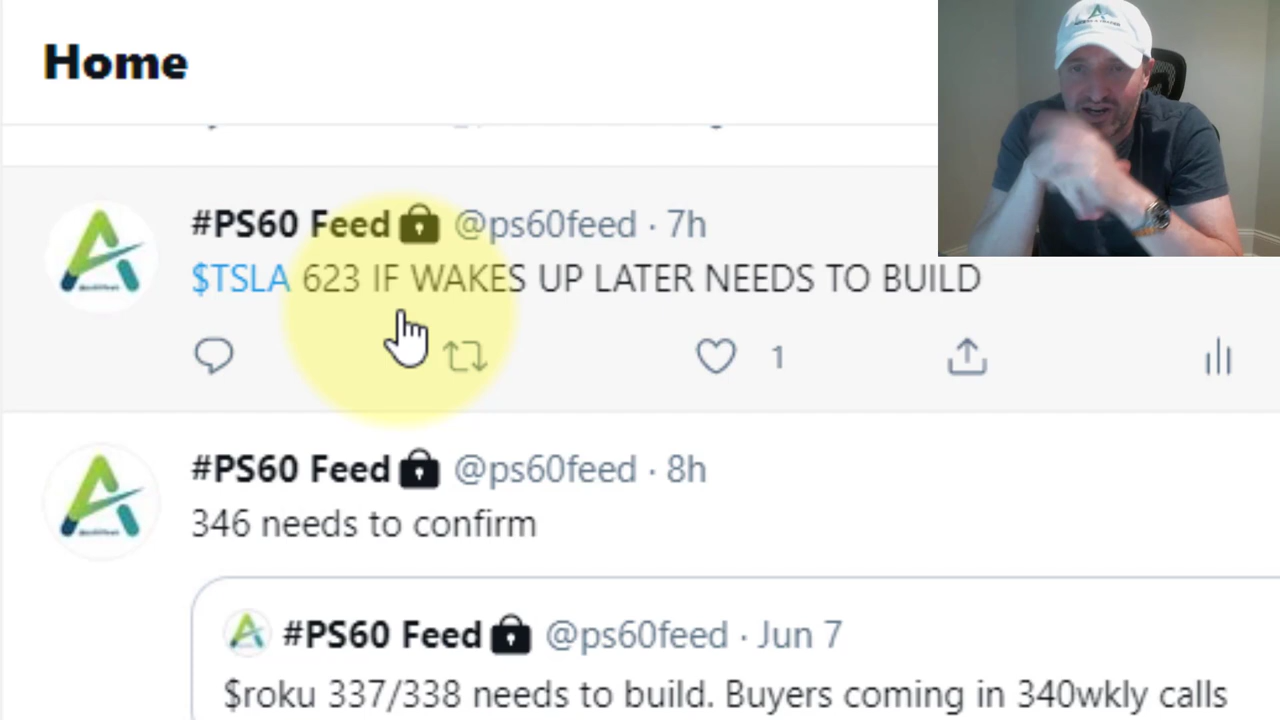 Home
#PS60 Feed @ps60feed · 7h
$TSLA 623 IF WAKES UP LATER NEEDS TO BUILD
1
#PS60 Feed @ps60feed · 8h
346 needs to confirm
#PS60 Feed @ps60feed · Jun 7
$roku 337/338 needs to build. Buyers coming in 340wkly calls